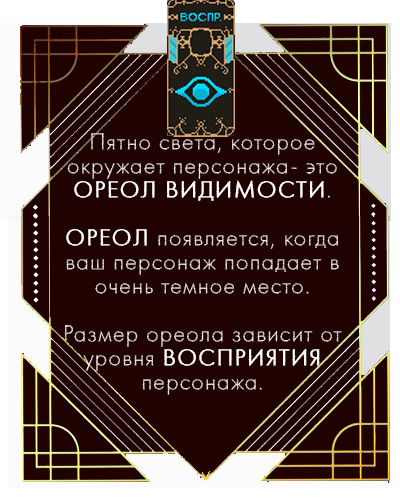 ВОСПР.
Пятно света, которое
окружает персонажа- это
ОРЕОЛ ВИДИМОСТИ.
ОРЕОЛ появляется, когда
ваш персонаж попадает в
очень темное место.
Размер ореола зависит от
уровня ВОСПРИЯТИЯ
персонажа.